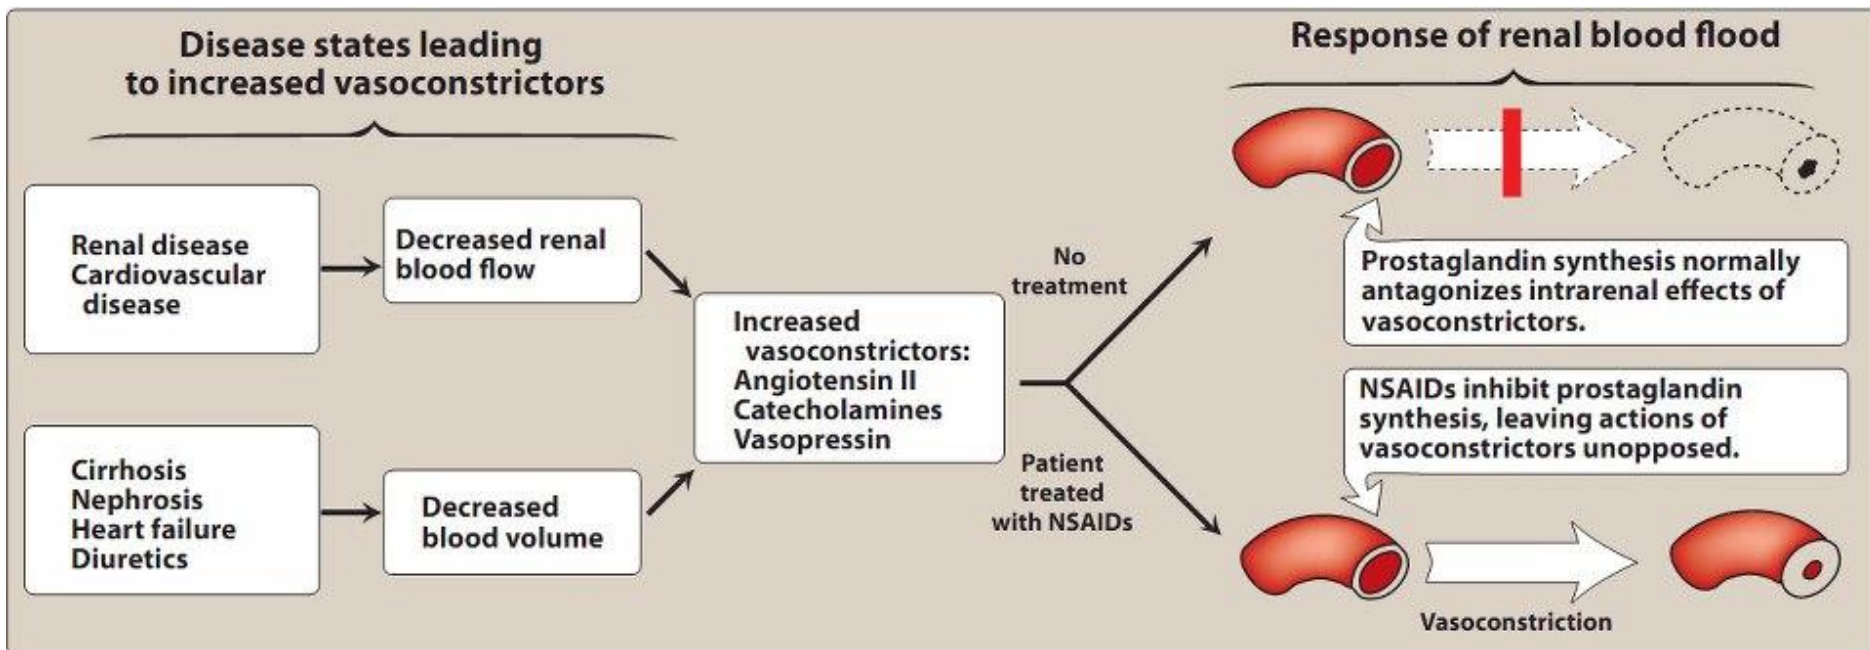 Disease states leading
to increased vasoconstrictors
Response of renal blood flood
Renal disease
Cardiovascular
disease
Decreased renal
blood flow
Cirrhosis
Nephrosis
Heart failure
Diuretics
Decreased
blood volume
Increased
vasoconstrictors:
Angiotensin II
Catecholamines
Vasopressin
No
treatment
Patient
treated
with NSAIDs
Prostaglandin synthesis normally
antagonizes intrarenal effects of
vasoconstrictors.
NSAIDs inhibit prostaglandin
synthesis, leaving actions of
vasoconstrictors unopposed.
Vasoconstriction